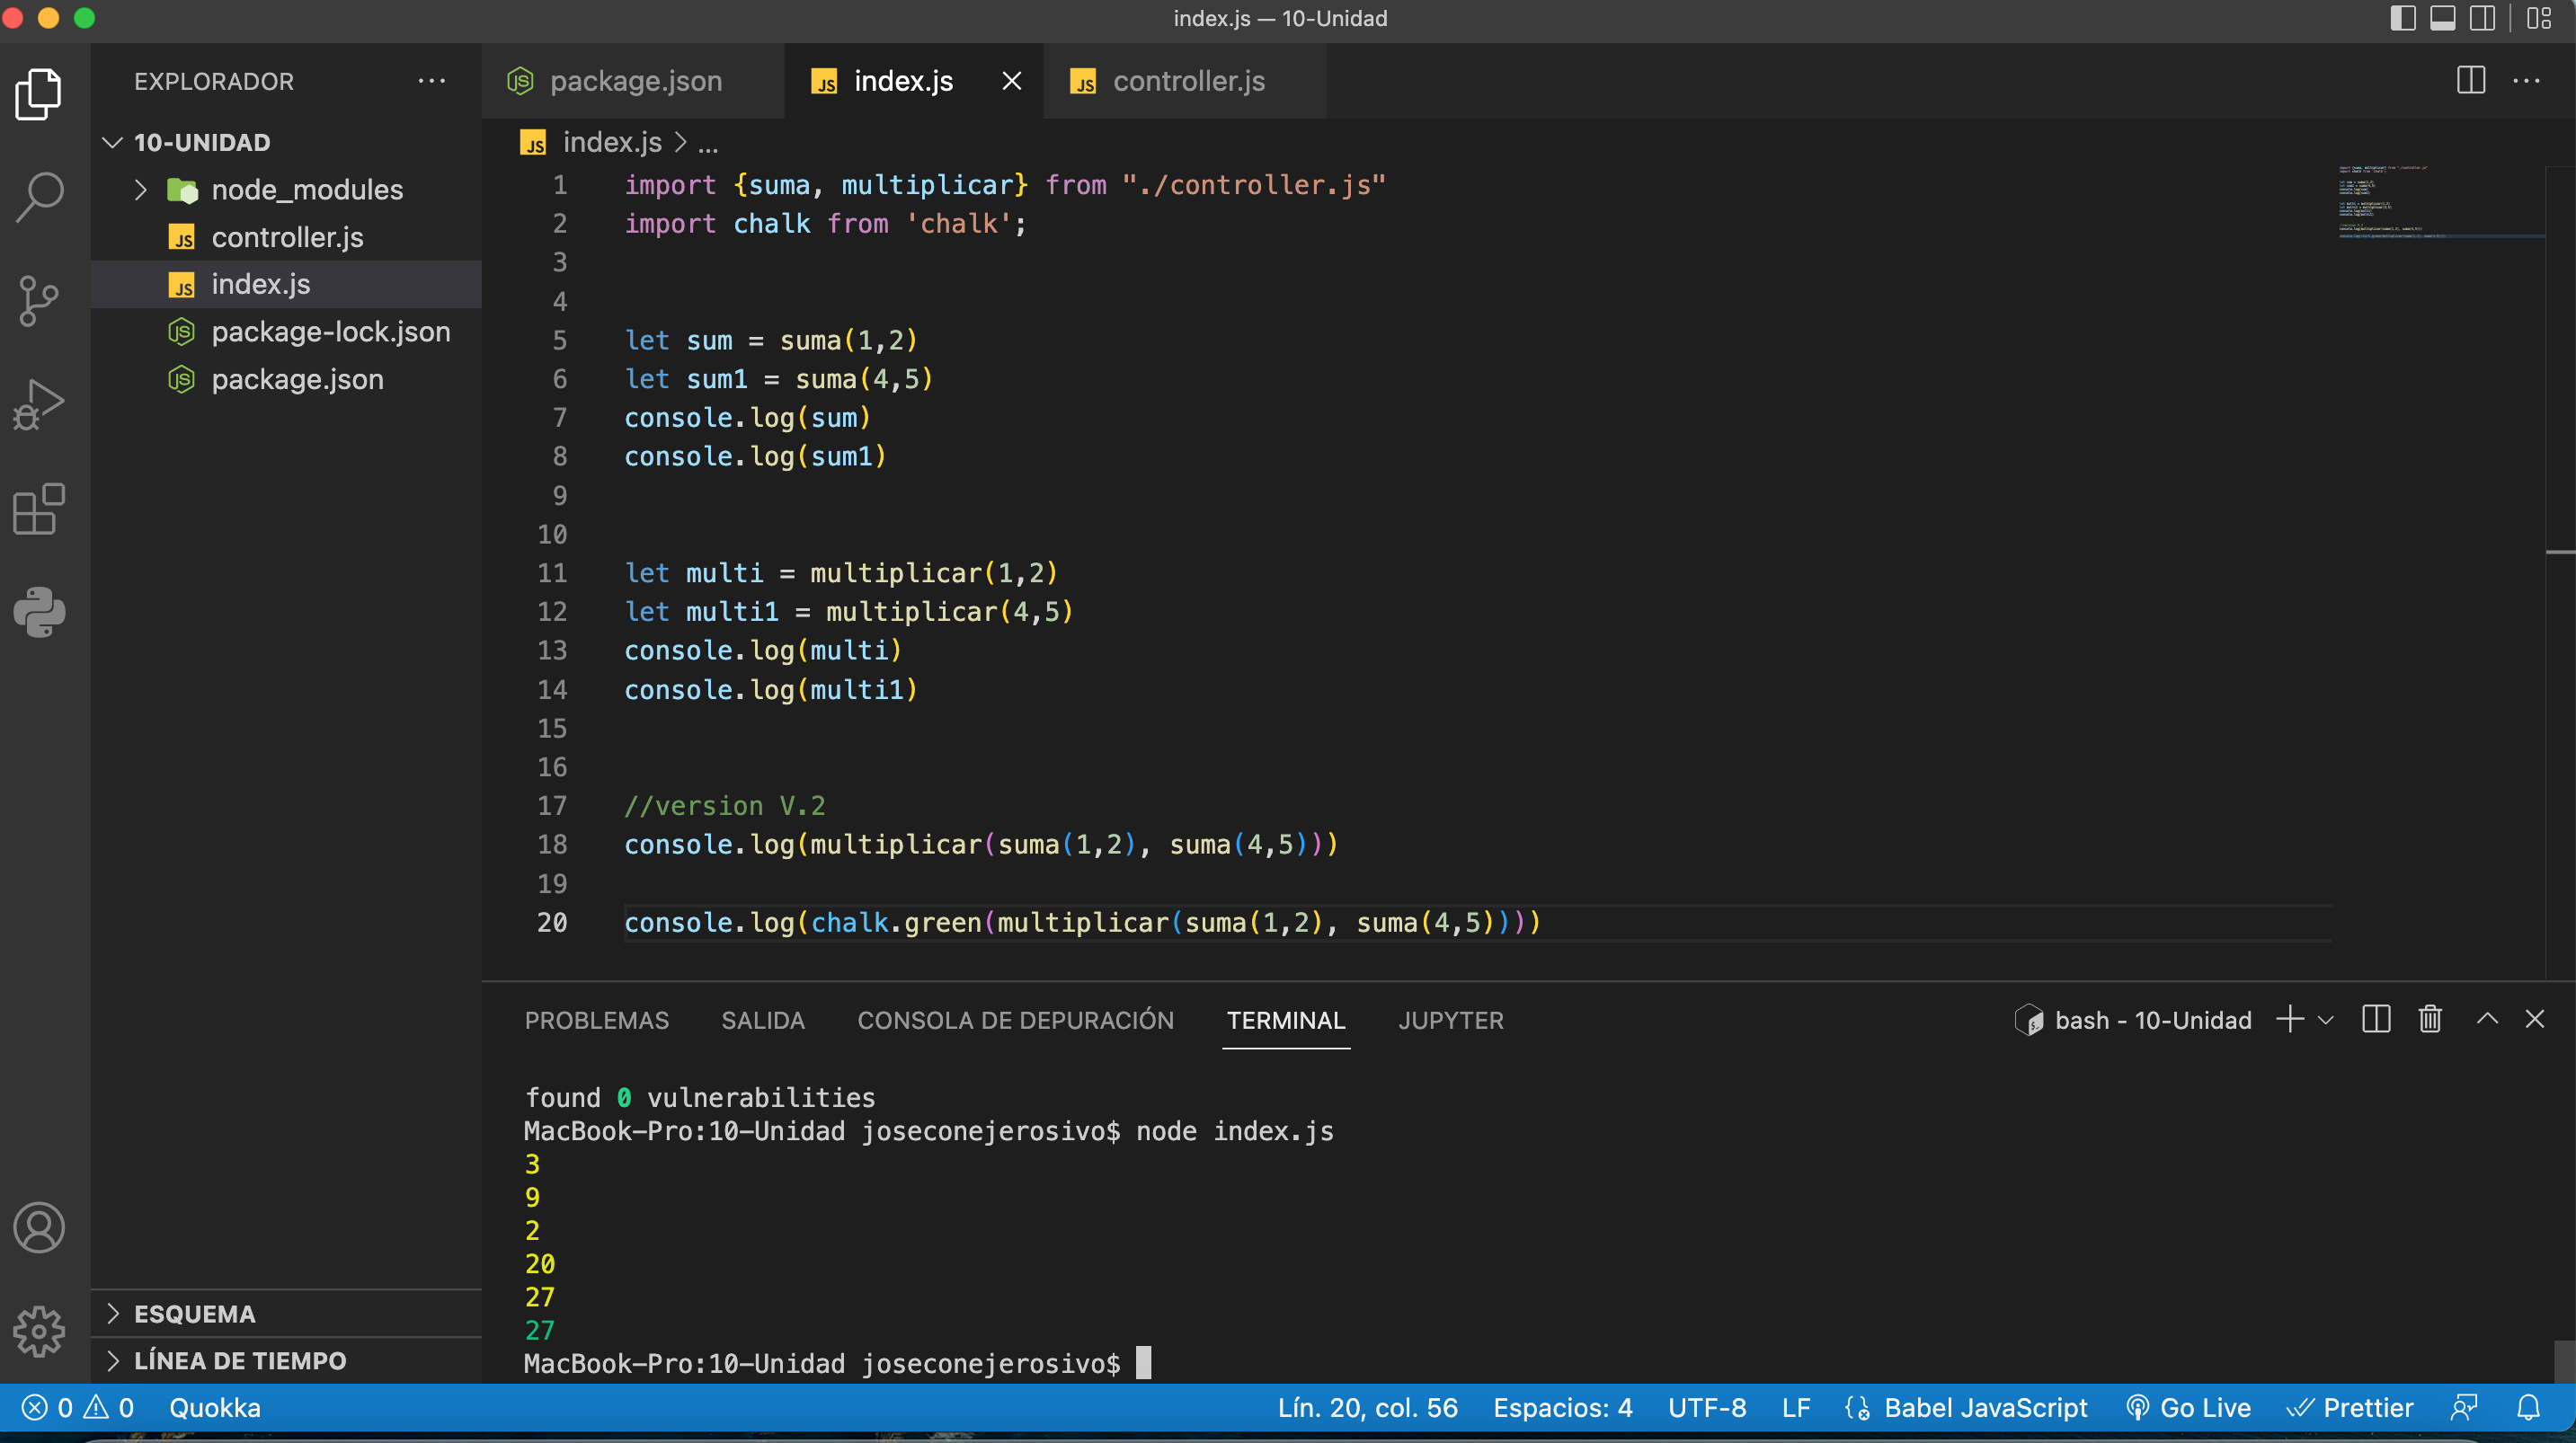 index.js — 10-Unidad
EXPLORADOR
10-UNIDAD
node_modules
controller.js
index.js
package-lock.json
package.json
ESQUEMA
LÍNEA DE TIEMPO
package.json
index.js
controller.js
index.js > ...
1 import {suma, multiplicar} from "./controller.js"
2 import chalk from 'chalk';
3
4
5 let sum = suma(1,2)
6 let sum1 = suma(4,5)
7 console.log(sum)
8 console.log(sum1)
9
10
11 let multi = multiplicar(1,2)
12 let multi1 = multiplicar(4,5)
13 console.log(multi)
14 console.log(multi1)
15
16
17 //version V.2
18 console.log(multiplicar(suma(1,2), suma(4,5)))
19
20 console.log(chalk.green(multiplicar(suma(1,2), suma(4,5))))
PROBLEMAS SALIDA CONSOLA DE DEPURACIÓN TERMINAL JUPYTER bash - 10-Unidad
found 0 vulnerabilities
MacBook-Pro:10-Unidad joseconejerosivo$ node index.js
3
9
2
20
27
27
MacBook-Pro:10-Unidad joseconejerosivo$
0 0 Quokka Lín. 20, col. 56 Espacios: 4 UTF-8 LF Babel JavaScript Go Live Prettier